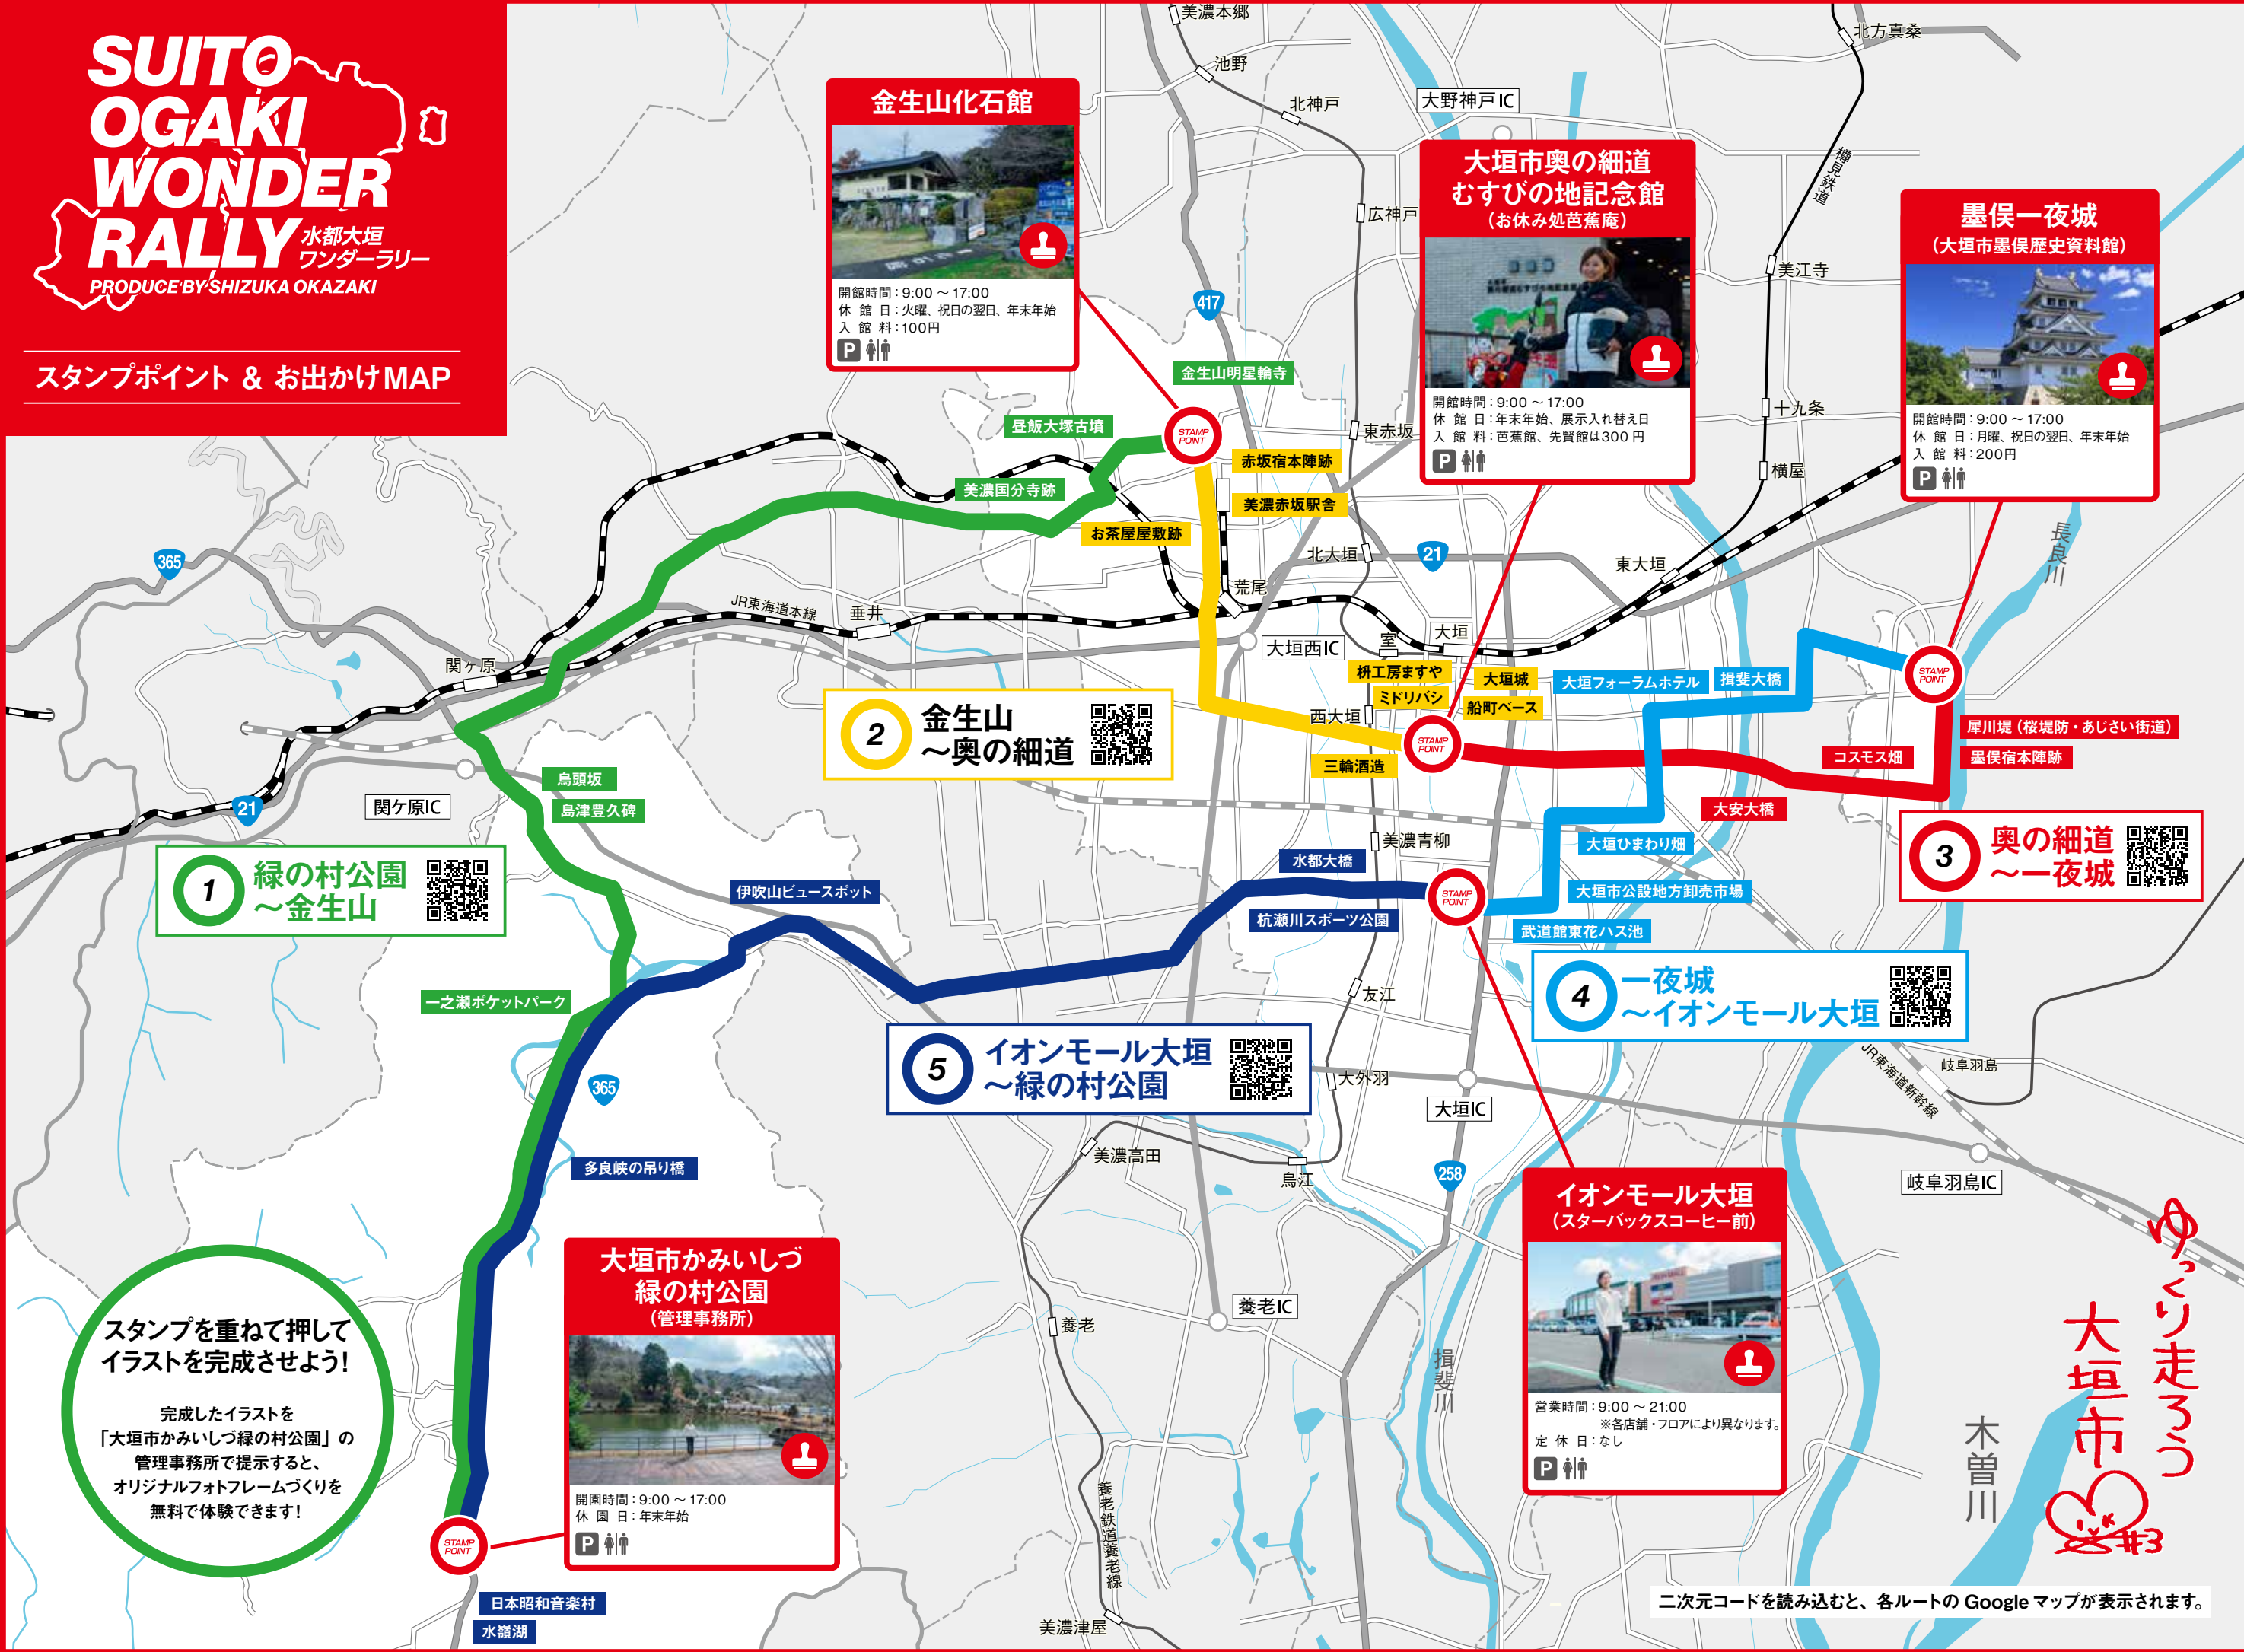 SUITO
OGAKI
WONDER
RALLY
水都大垣
ワンダーラリー
PRODUCE BY SHIZUKA OKAZAKI
スタンプポイント & お出かけMAP
金生山化石館
開館時間：9:00 ～ 17:00
休館日：火曜、祝日の翌日、年末年始
入館料：100円
P
大垣市奥の細道
むすびの地記念館
（お休み処芭蕉庵）
開館時間：9:00 ～ 17:00
休館日：年末年始、展示入れ替え日
入館料：芭蕉館、先賢館は300円
P
墨俣一夜城
（大垣市墨俣歴史資料館）
開館時間：9:00 ～ 17:00
休館日：月曜、祝日の翌日、年末年始
入館料：200円
P
美濃本郷
池野
北神戸
広神戸
東赤坂
北大垣
室
大垣
西大垣
美濃青柳
友江
大外羽
烏江
美濃高田
養老
養老鉄道養老線
美濃津屋
大野神戸IC
北方真桑
樽見鉄道
美江寺
十九条
横屋
東大垣
長良川
417
金生山明星輪寺
昼飯大塚古墳
美濃国分寺跡
STAMP
POINT
赤坂宿本陣跡
美濃赤坂駅舎
お茶屋屋敷跡
荒尾
21
365
JR東海道本線
垂井
関ヶ原
大垣西IC
枡工房ますや
ミドリバシ
大垣城
船町ベース
三輪酒造
STAMP
POINT
大垣フォーラムホテル
揖斐大橋
STAMP
POINT
犀川堤（桜堤防・あじさい街道）
墨俣宿本陣跡
コスモス畑
大安大橋
2
金生山
～奥の細道
3
奥の細道
～一夜城
烏頭坂
島津豊久碑
関ケ原IC
21
1
緑の村公園
～金生山
伊吹山ビュースポット
水都大橋
杭瀬川スポーツ公園
STAMP
POINT
大垣ひまわり畑
大垣市公設地方卸売市場
武道館東花ハス池
4
一夜城
～イオンモール大垣
一之瀬ポケットパーク
365
5
イオンモール大垣
～緑の村公園
多良峡の吊り橋
大垣IC
258
JR東海道新幹線
岐阜羽島
岐阜羽島IC
養老IC
揖斐川
木曽川
イオンモール大垣
（スターバックスコーヒー前）
営業時間：9:00 ～ 21:00
※各店舗・フロアにより異なります。
定休日：なし
P
大垣市かみいしづ
緑の村公園
（管理事務所）
開園時間：9:00 ～ 17:00
休園日：年末年始
P
STAMP
POINT
日本昭和音楽村
水嶺湖
スタンプを重ねて押して
イラストを完成させよう！
完成したイラストを
「大垣市かみいしづ緑の村公園」の
管理事務所で提示すると、
オリジナルフォトフレームづくりを
無料で体験できます！
ゆっくり走ろう
大垣市
#3
二次元コードを読み込むと、各ルートの Google マップが表示されます。